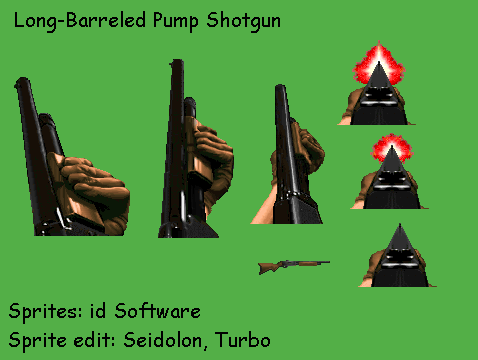 Long-Barreled Pump Shotgun
Sprites: id Software
Sprite edit: Seidolon, Turbo